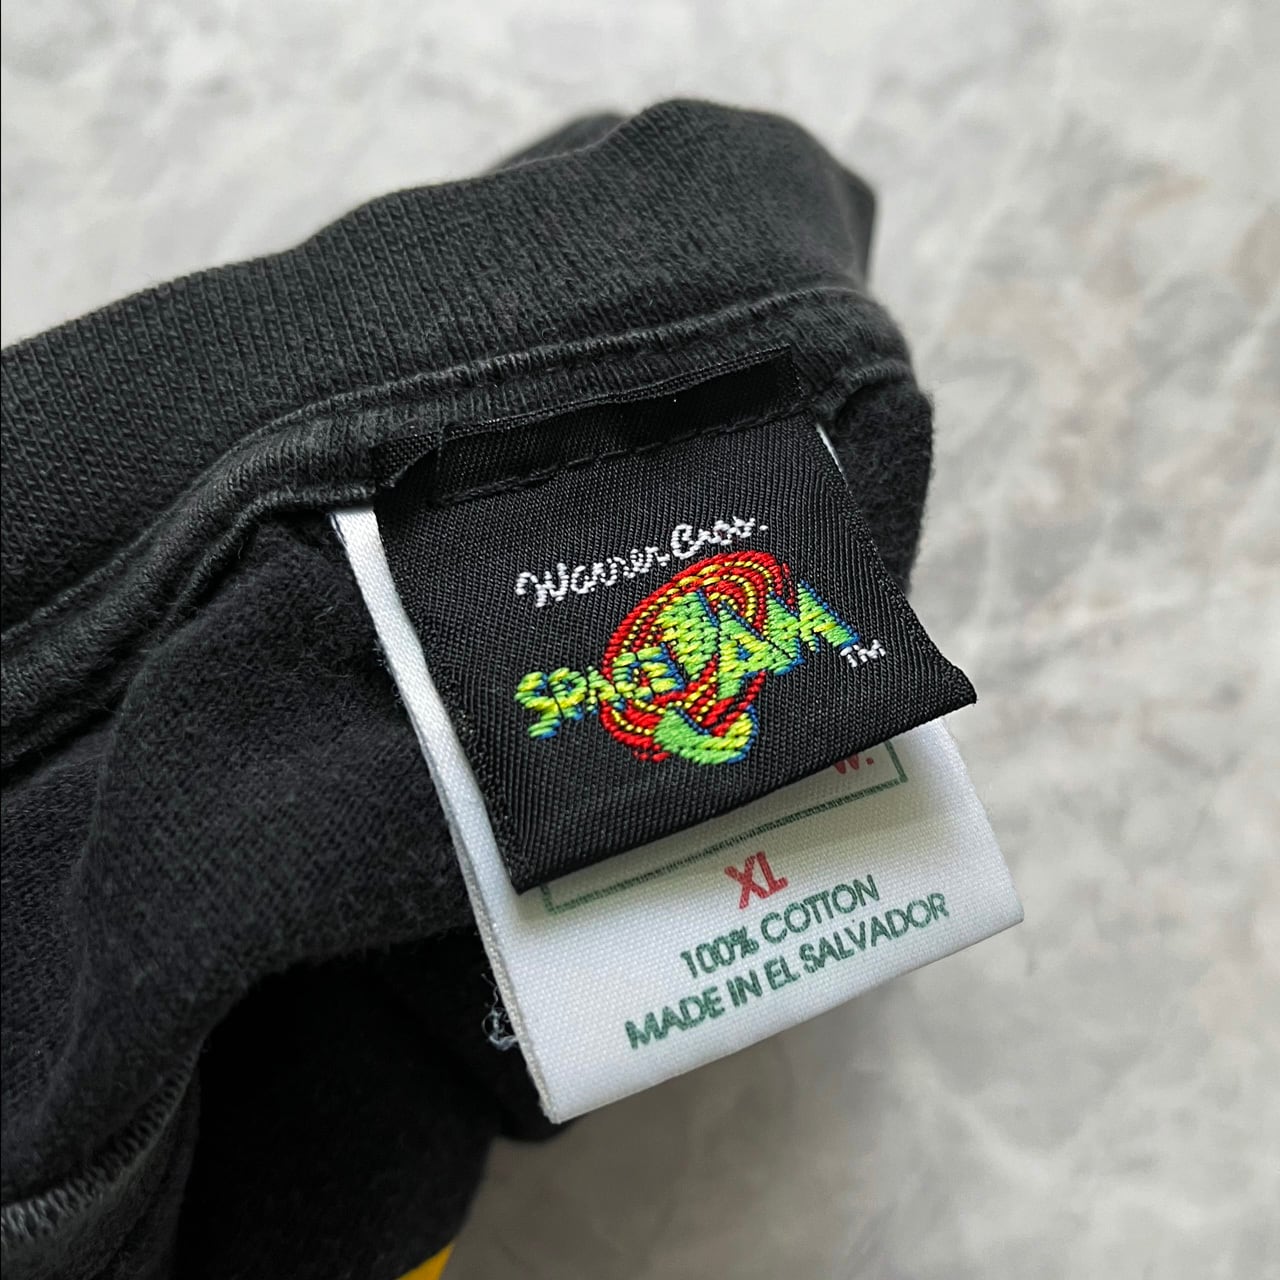 Warner Bros.
SPACE JAM
TM
W.
XL
100% COTTON
MADE IN EL SALVADOR